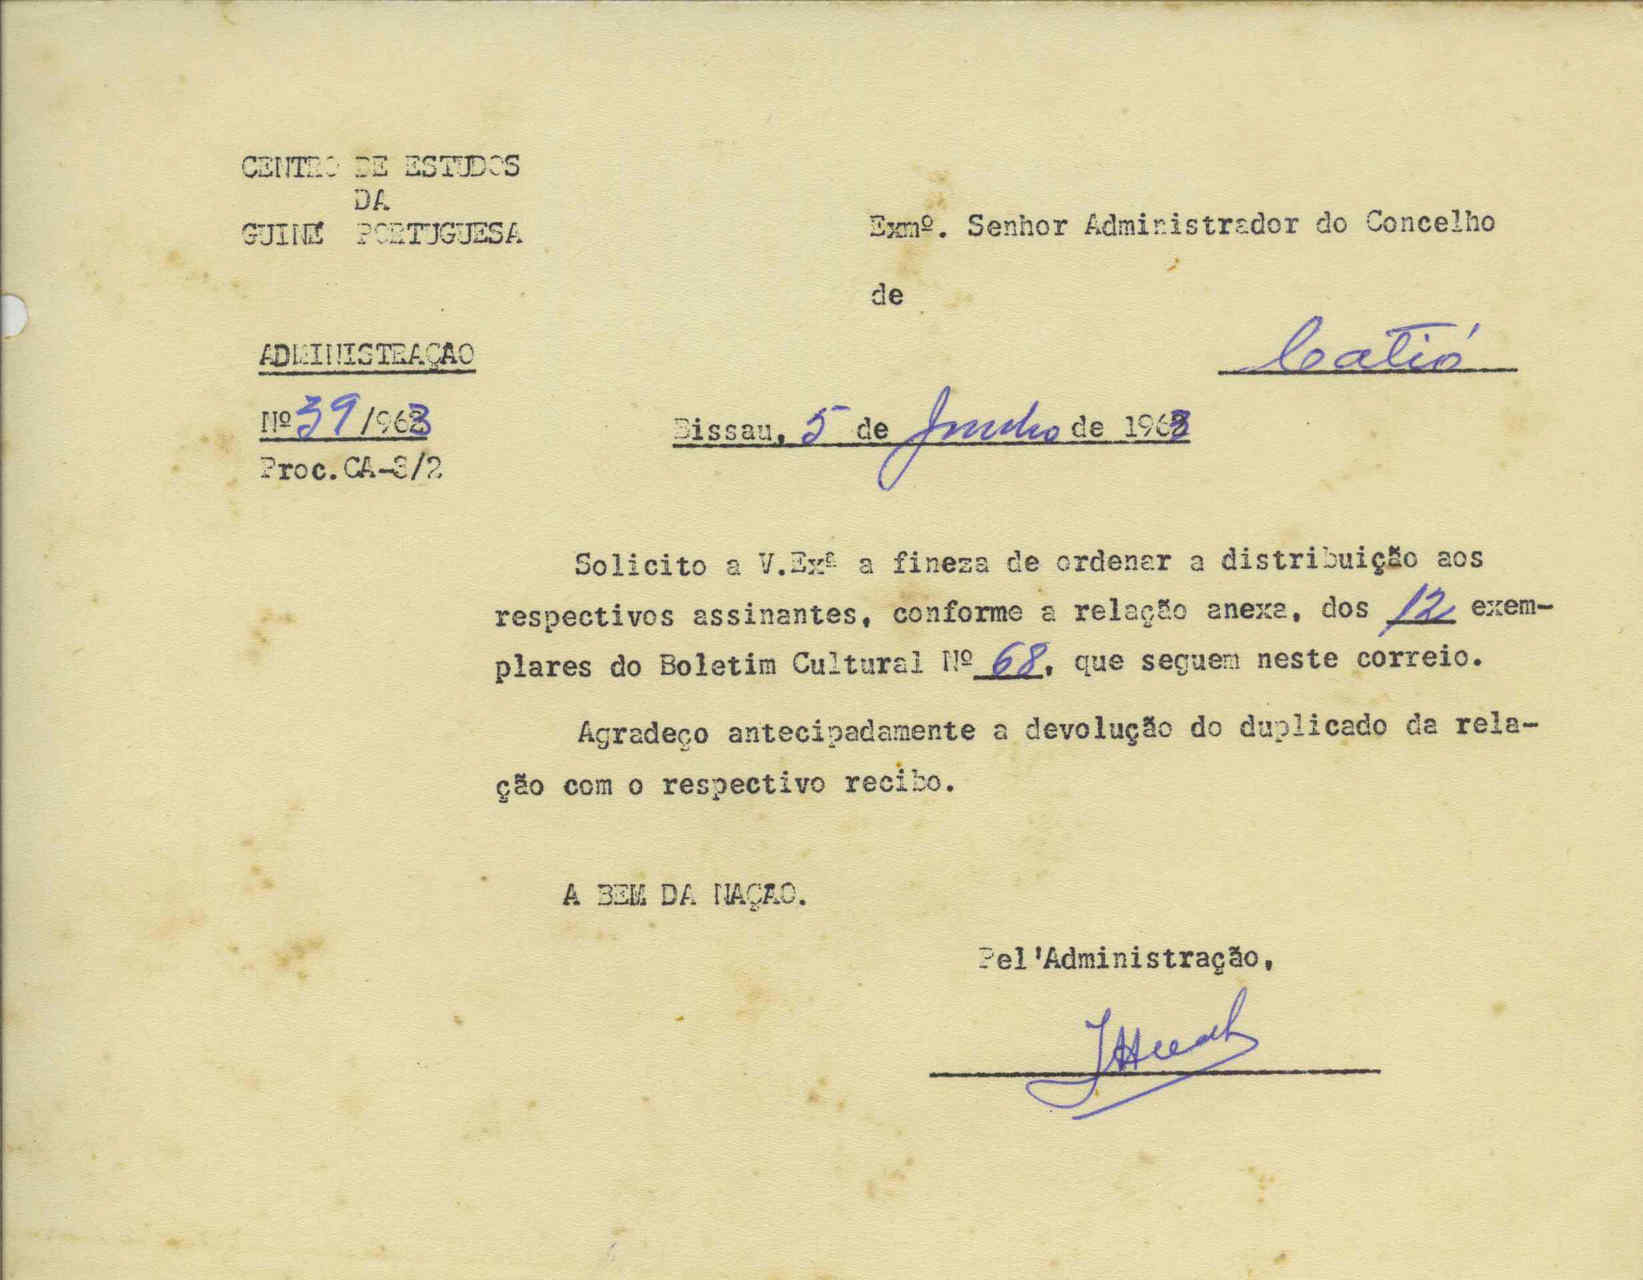 CENTRO DE ESTUDOS
DA
GUINÉ PORTUGUESA
Exmº. Senhor Administrador do Concelho
de
Catió
ADMINISTRAÇAO
Nº 39/963
Proc.CA-3/2
Bissau, 5 de Junho de 1963
Solicito a V.Exª a fineza de ordenar a distribuição aos
respectivos assinantes, conforme a relação anexa, dos 12 exem-
plares do Boletim Cultural Nº 68, que seguem neste correio.
Agradeço antecipadamente a devolução do duplicado da rela-
ção com o respectivo recibo.
A BEM DA NAÇAO.
Pel'Administração,